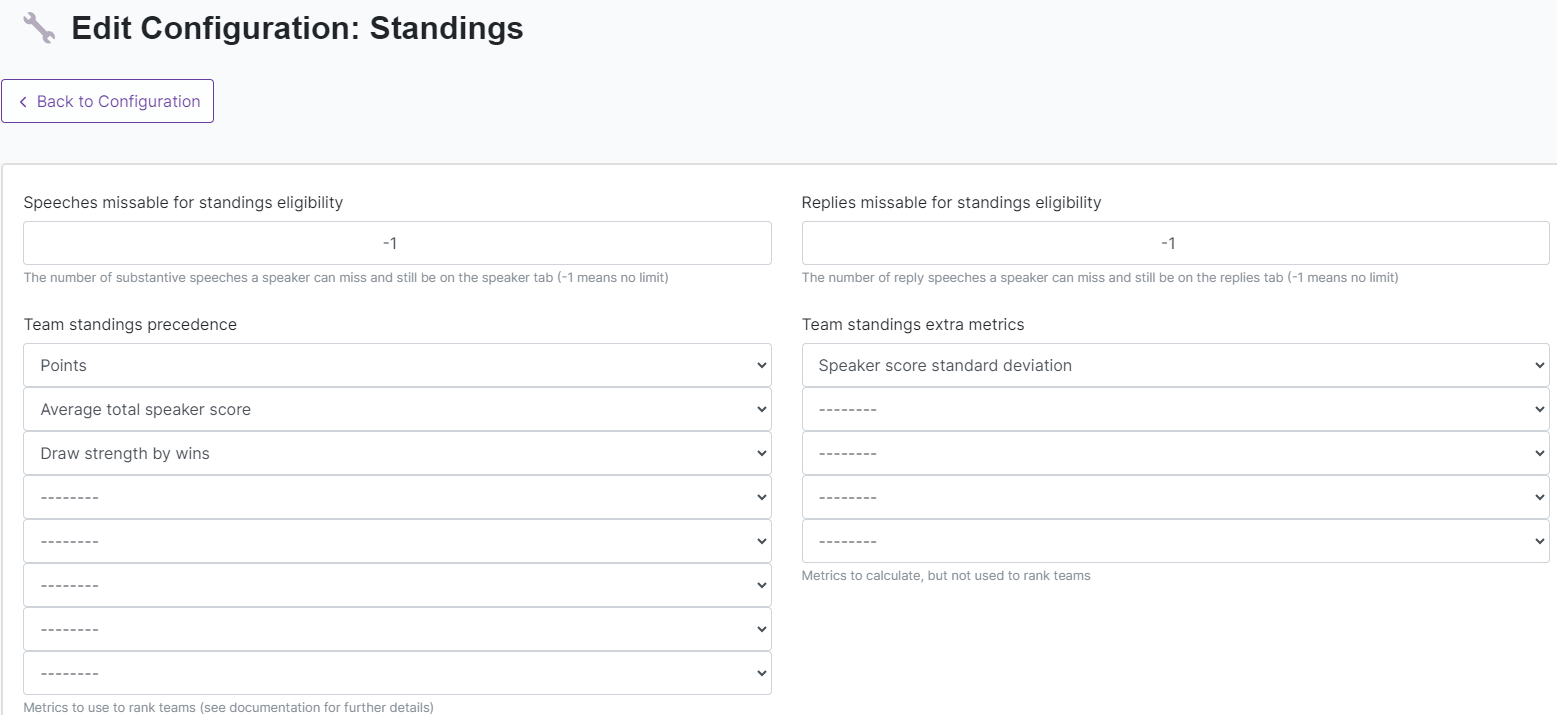 Edit Configuration: Standings
Back to Configuration
Speeches missable for standings eligibility
-1
The number of substantive speeches a speaker can miss and still be on the speaker tab (-1 means no limit)
Replies missable for standings eligibility
-1
The number of reply speeches a speaker can miss and still be on the replies tab (-1 means no limit)
Team standings precedence
Points
Average total speaker score
Draw strength by wins
--------
--------
--------
--------
--------
Metrics to use to rank teams (see documentation for further details)
Team standings extra metrics
Speaker score standard deviation
--------
--------
--------
--------
Metrics to calculate, but not used to rank teams